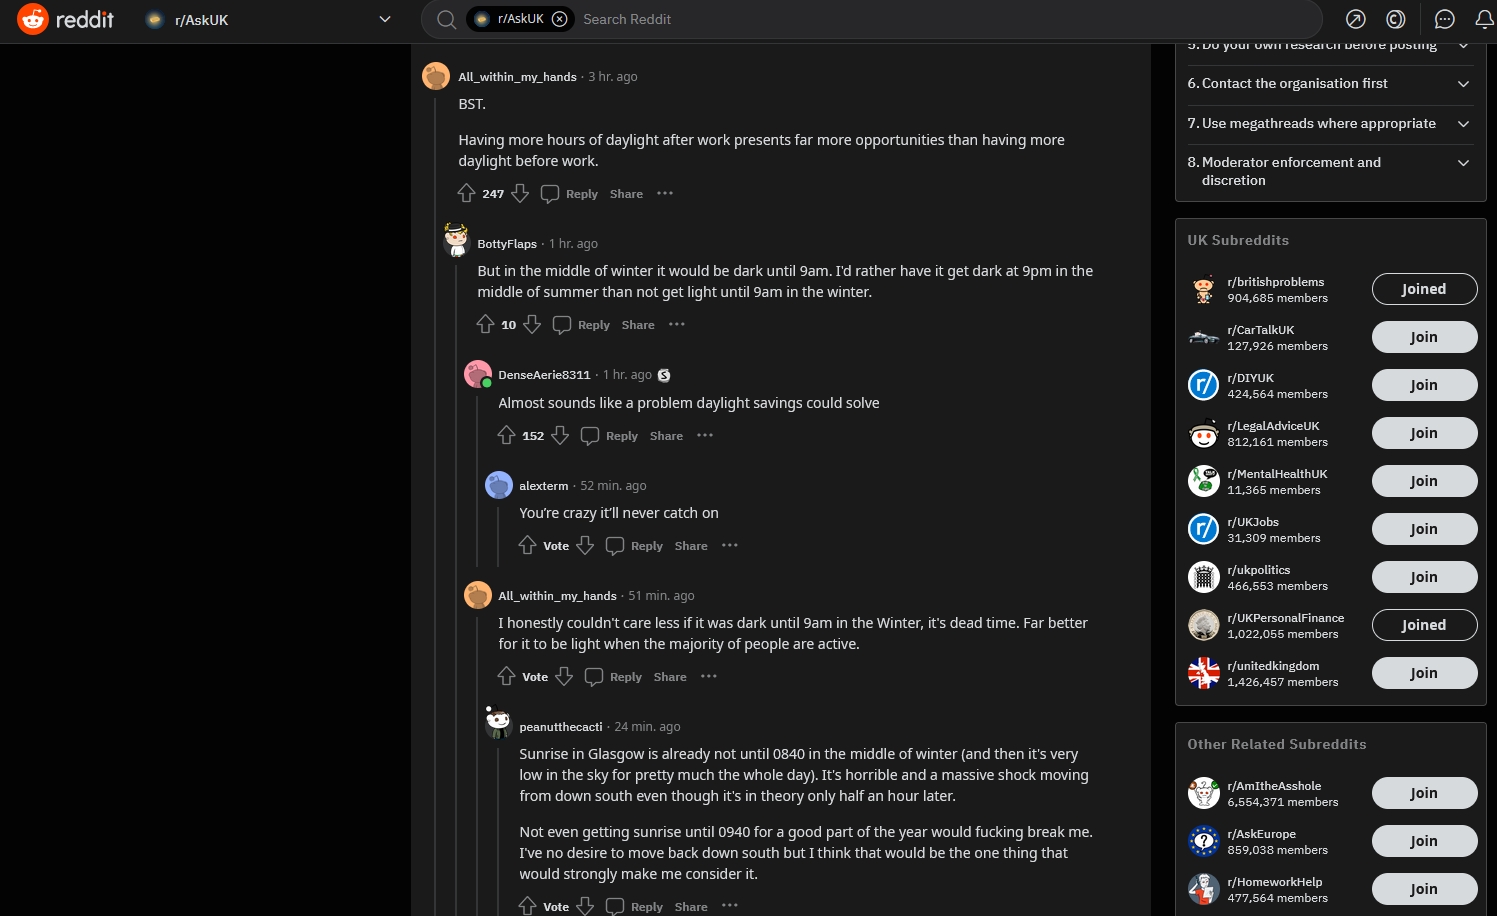 reddit
r/AskUK
r/AskUK
Search Reddit
All_within_my_hands · 3 hr. ago
BST.
Having more hours of daylight after work presents far more opportunities than having more
daylight before work.
247 Reply Share
BottyFlaps · 1 hr. ago
But in the middle of winter it would be dark until 9am. I'd rather have it get dark at 9pm in the
middle of summer than not get light until 9am in the winter.
10 Reply Share
DenseAerie8311 · 1 hr. ago
Almost sounds like a problem daylight savings could solve
152 Reply Share
alexterm · 52 min. ago
You're crazy it'll never catch on
Vote Reply Share
All_within_my_hands · 51 min. ago
I honestly couldn't care less if it was dark until 9am in the Winter, it's dead time. Far better
for it to be light when the majority of people are active.
Vote Reply Share
peanutthecacti · 24 min. ago
Sunrise in Glasgow is already not until 0840 in the middle of winter (and then it's very
low in the sky for pretty much the whole day). It's horrible and a massive shock moving
from down south even though it's in theory only half an hour later.
Not even getting sunrise until 0940 for a good part of the year would fucking break me.
I've no desire to move back down south but I think that would be the one thing that
would strongly make me consider it.
Vote Reply Share
5. Do your own research before posting
6. Contact the organisation first
7. Use megathreads where appropriate
8. Moderator enforcement and
discretion
UK Subreddits
r/britishproblems
904,685 members
Joined
r/CarTalkUK
127,926 members
Join
r/DIYUK
424,564 members
Join
r/LegalAdviceUK
812,161 members
Join
r/MentalHealthUK
11,365 members
Join
r/UKJobs
31,309 members
Join
r/ukpolitics
466,553 members
Join
r/UKPersonalFinance
1,022,055 members
Joined
r/unitedkingdom
1,426,457 members
Join
Other Related Subreddits
r/AmItheAsshole
6,554,371 members
Join
r/AskEurope
859,038 members
Join
r/HomeworkHelp
477,564 members
Join